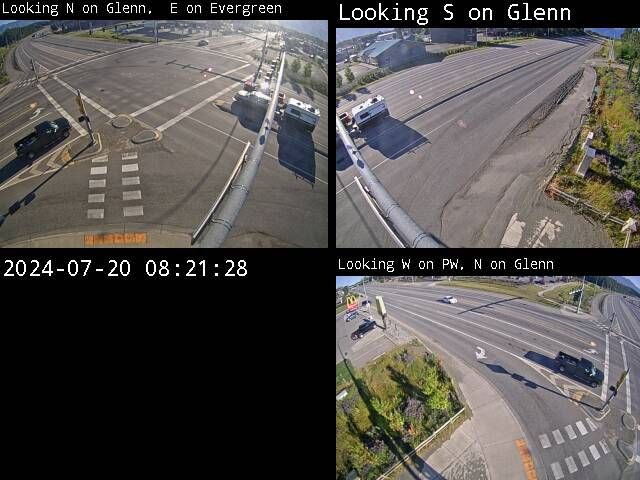 Looking N on Glenn,  E on Evergreen
Looking S on Glenn
2024-07-20 08:21:28
Looking W on PW, N on Glenn